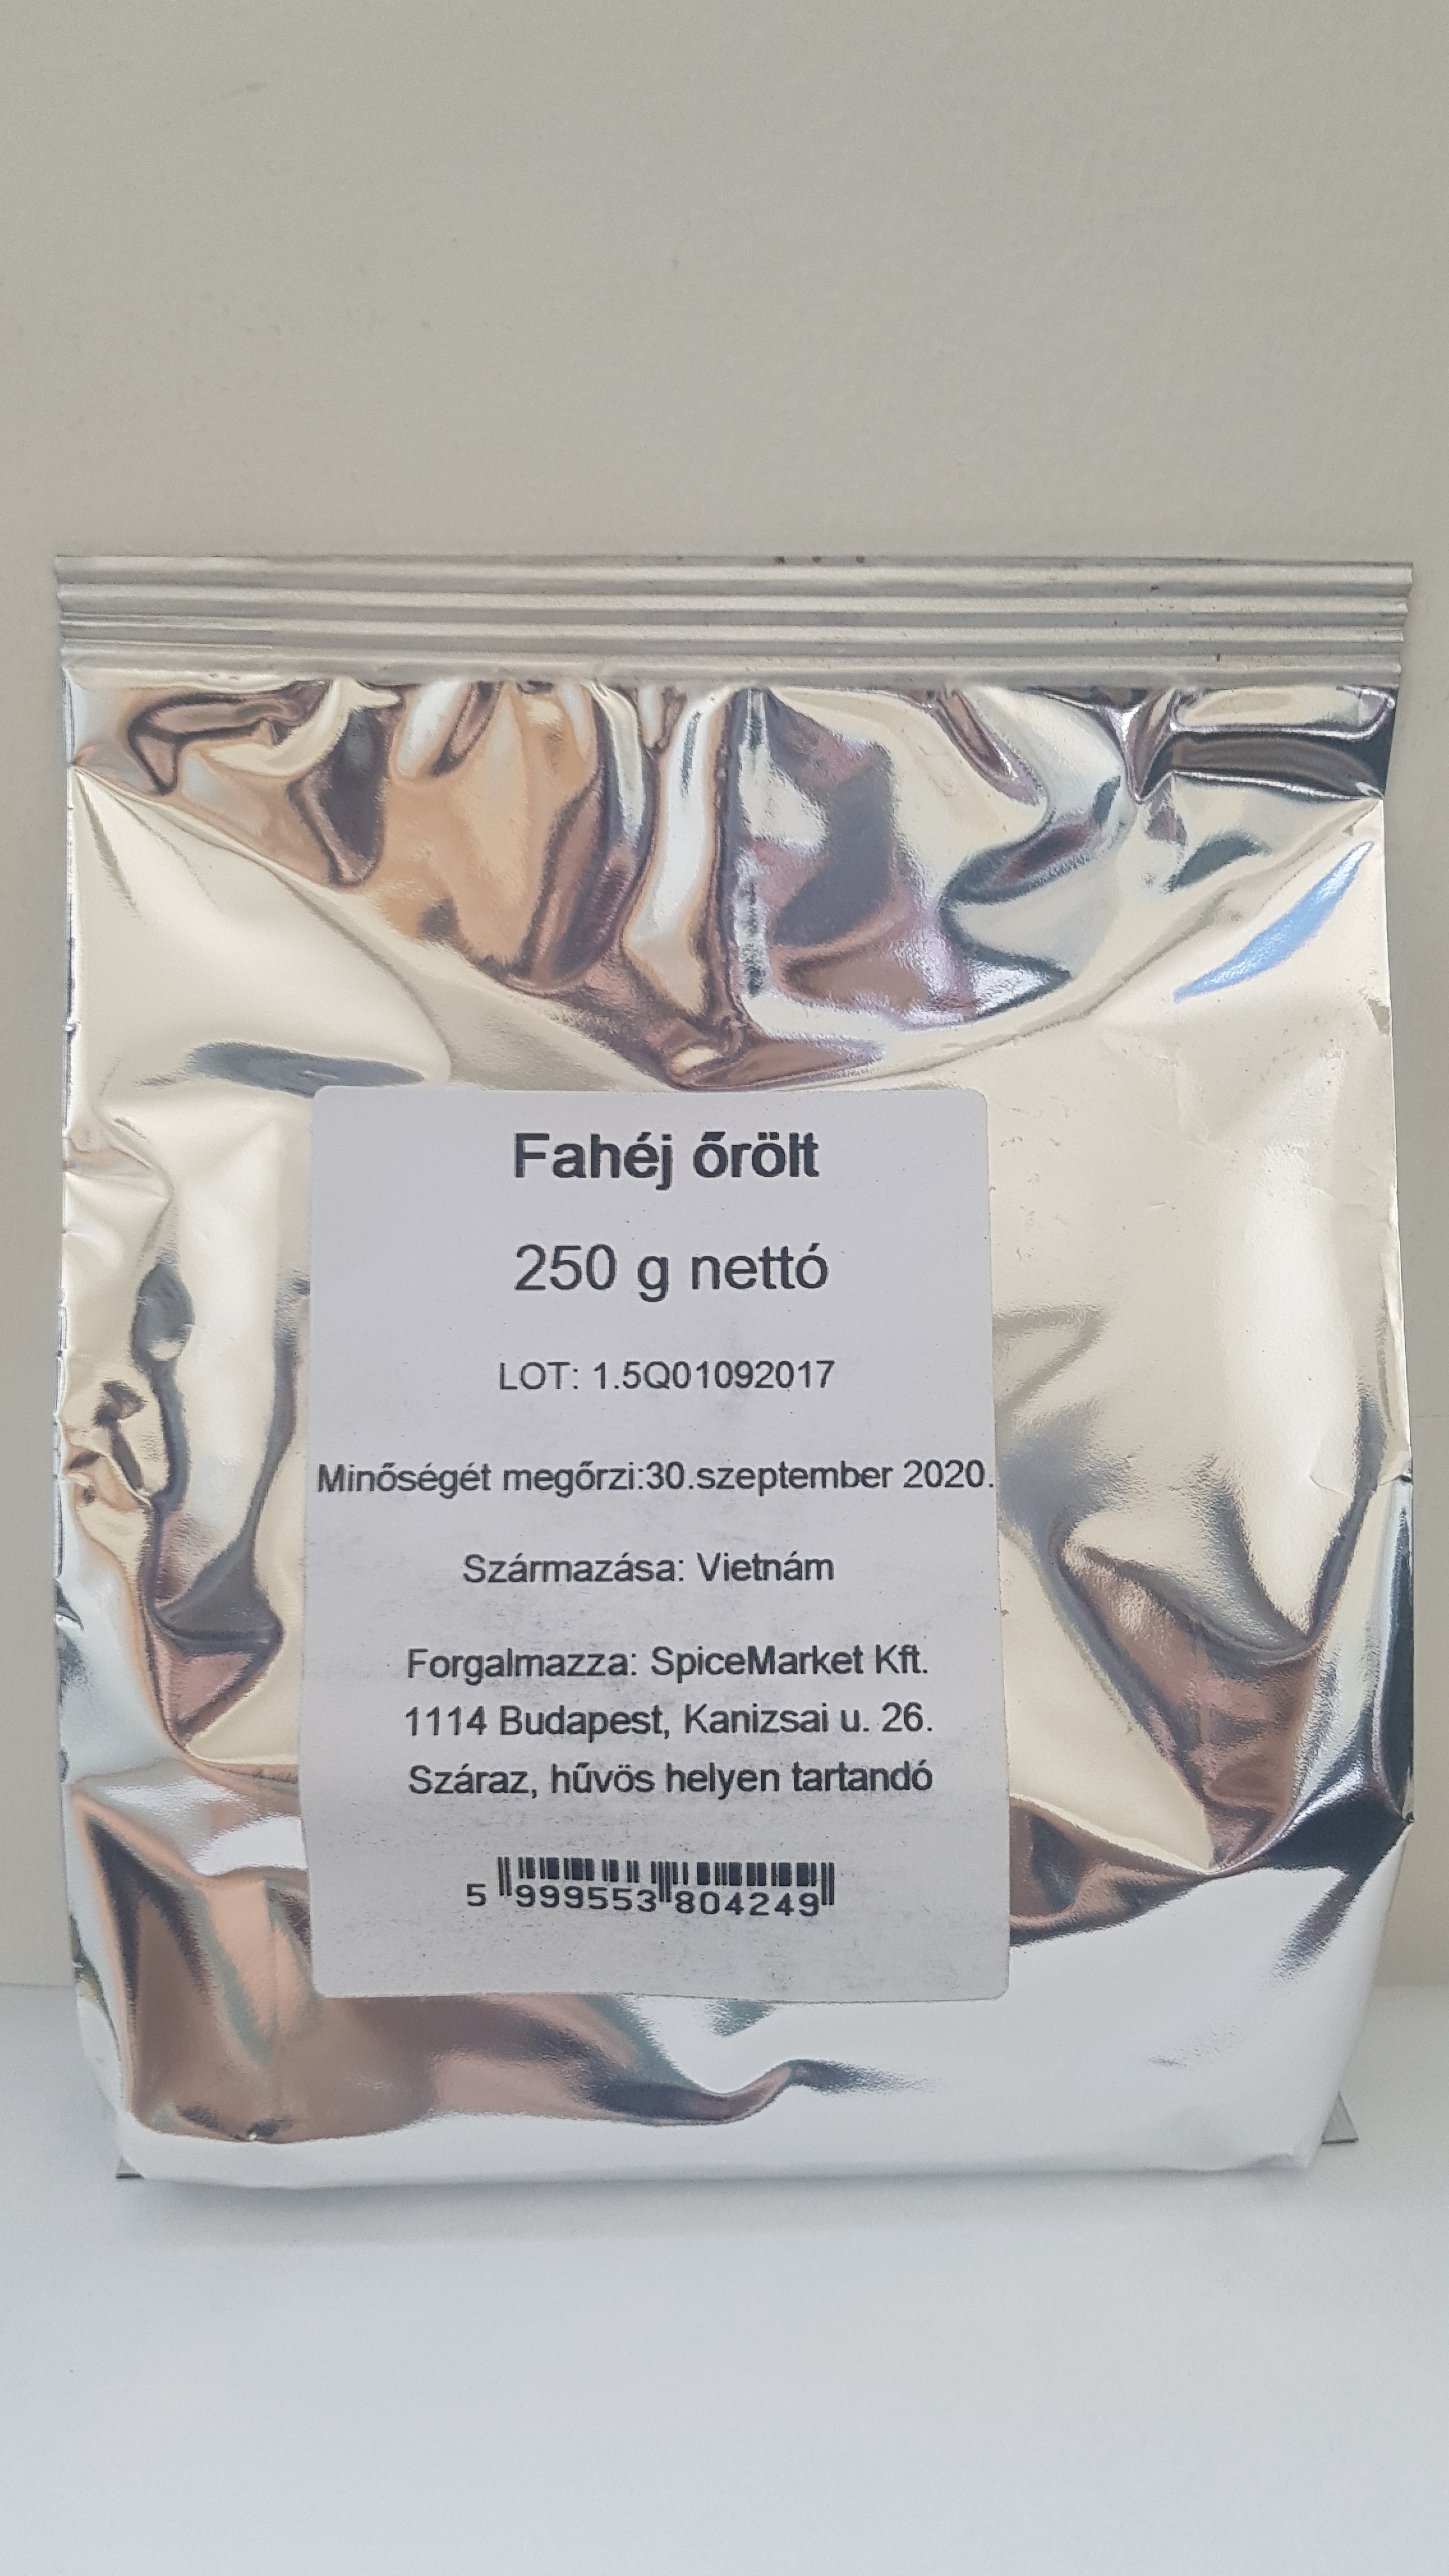 Fahéj őrölt
250 g nettó
LOT: 1.5Q01092017
Minőségét megőrzi:30.szeptember 2020.
Származása: Vietnám
Forgalmazza: SpiceMarket Kft.
1114 Budapest, Kanizsai u. 26.
Száraz, hűvös helyen tartandó
5 999553 804249